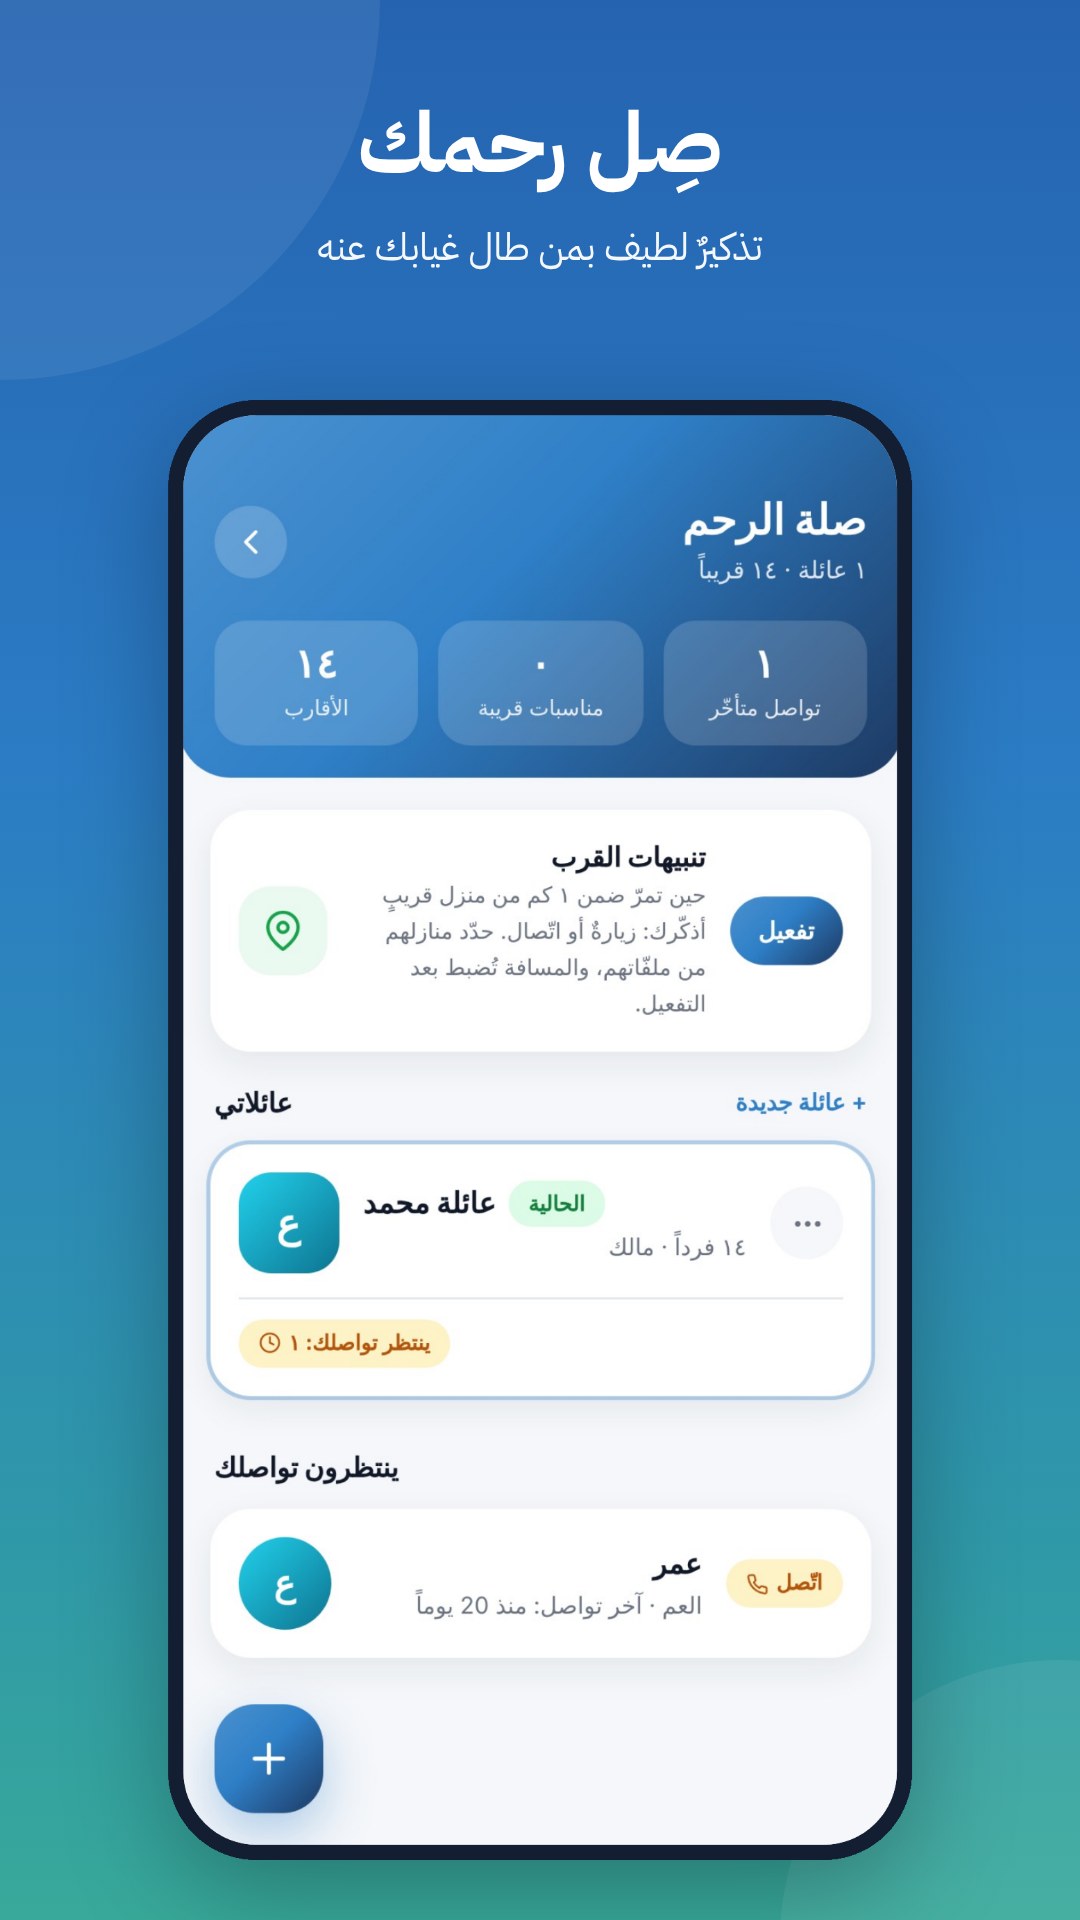 صِل رحمك
تذكيرٌ لطيف بمن طال غيابك عنه
صلة الرحم
١ عائلة · ١٤ قريباً
١
تواصل متأخّر
٠
مناسبات قريبة
١٤
الأقارب
تنبيهات القرب
حين تمرّ ضمن ١ كم من منزل قريبٍ
أذكّرك: زيارةٌ أو اتّصال. حدّد منازلهم
من ملفّاتهم، والمسافة تُضبط بعد
التفعيل.
تفعيل
+ عائلة جديدة
عائلاتي
عائلة محمد
الحالية
١٤ فرداً · مالك
ع
ينتظر تواصلك: ١
ينتظرون تواصلك
اتّصل
عمر
العم · آخر تواصل: منذ 20 يوماً
ع